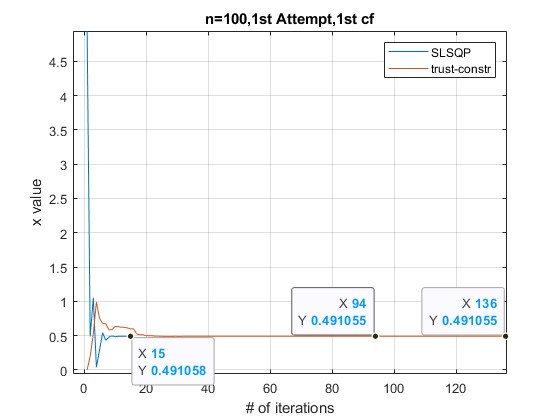 n=100,1st Attempt,1st cf
SLSQP
trust-constr
4.5
4
3.5
3
2.5
2
1.5
1
0.5
0
x value
X 94
Y 0.491055
X 136
Y 0.491055
X 15
Y 0.491058
0 20 40 60 80 100 120
# of iterations